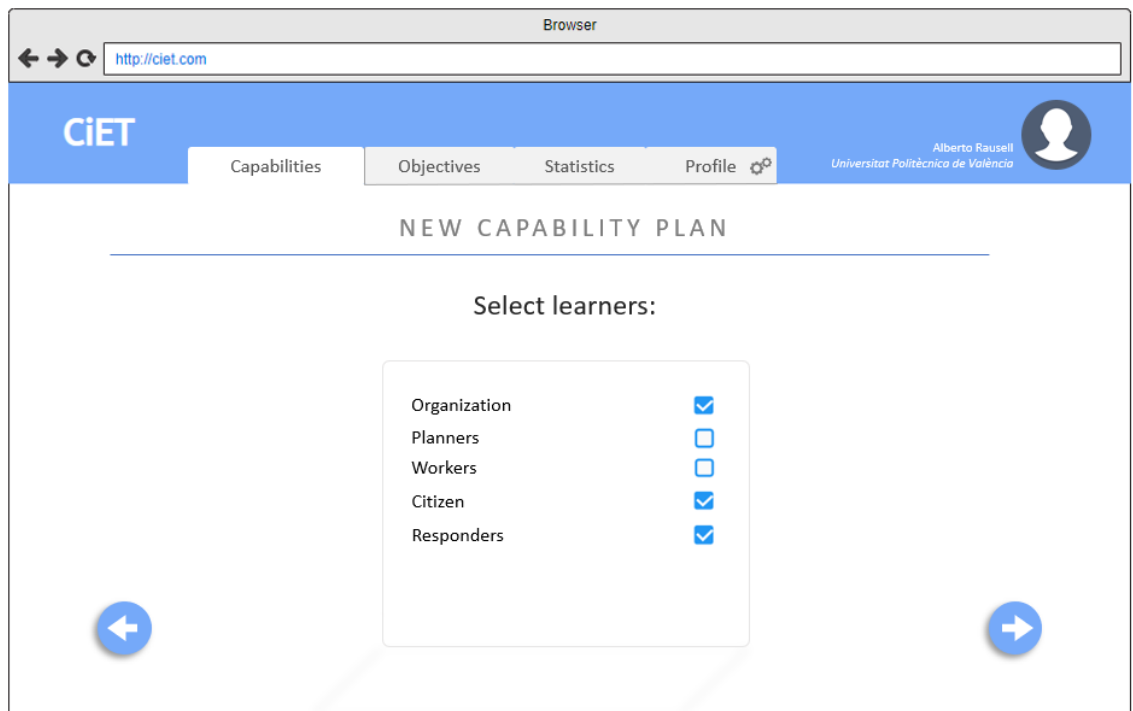 Browser
http://ciet.com
CiET
Capabilities Objectives Statistics Profile
Alberto Rausell
Universitat Politècnica de València
NEW CAPABILITY PLAN
Select learners:
Organization
Planners
Workers
Citizen
Responders